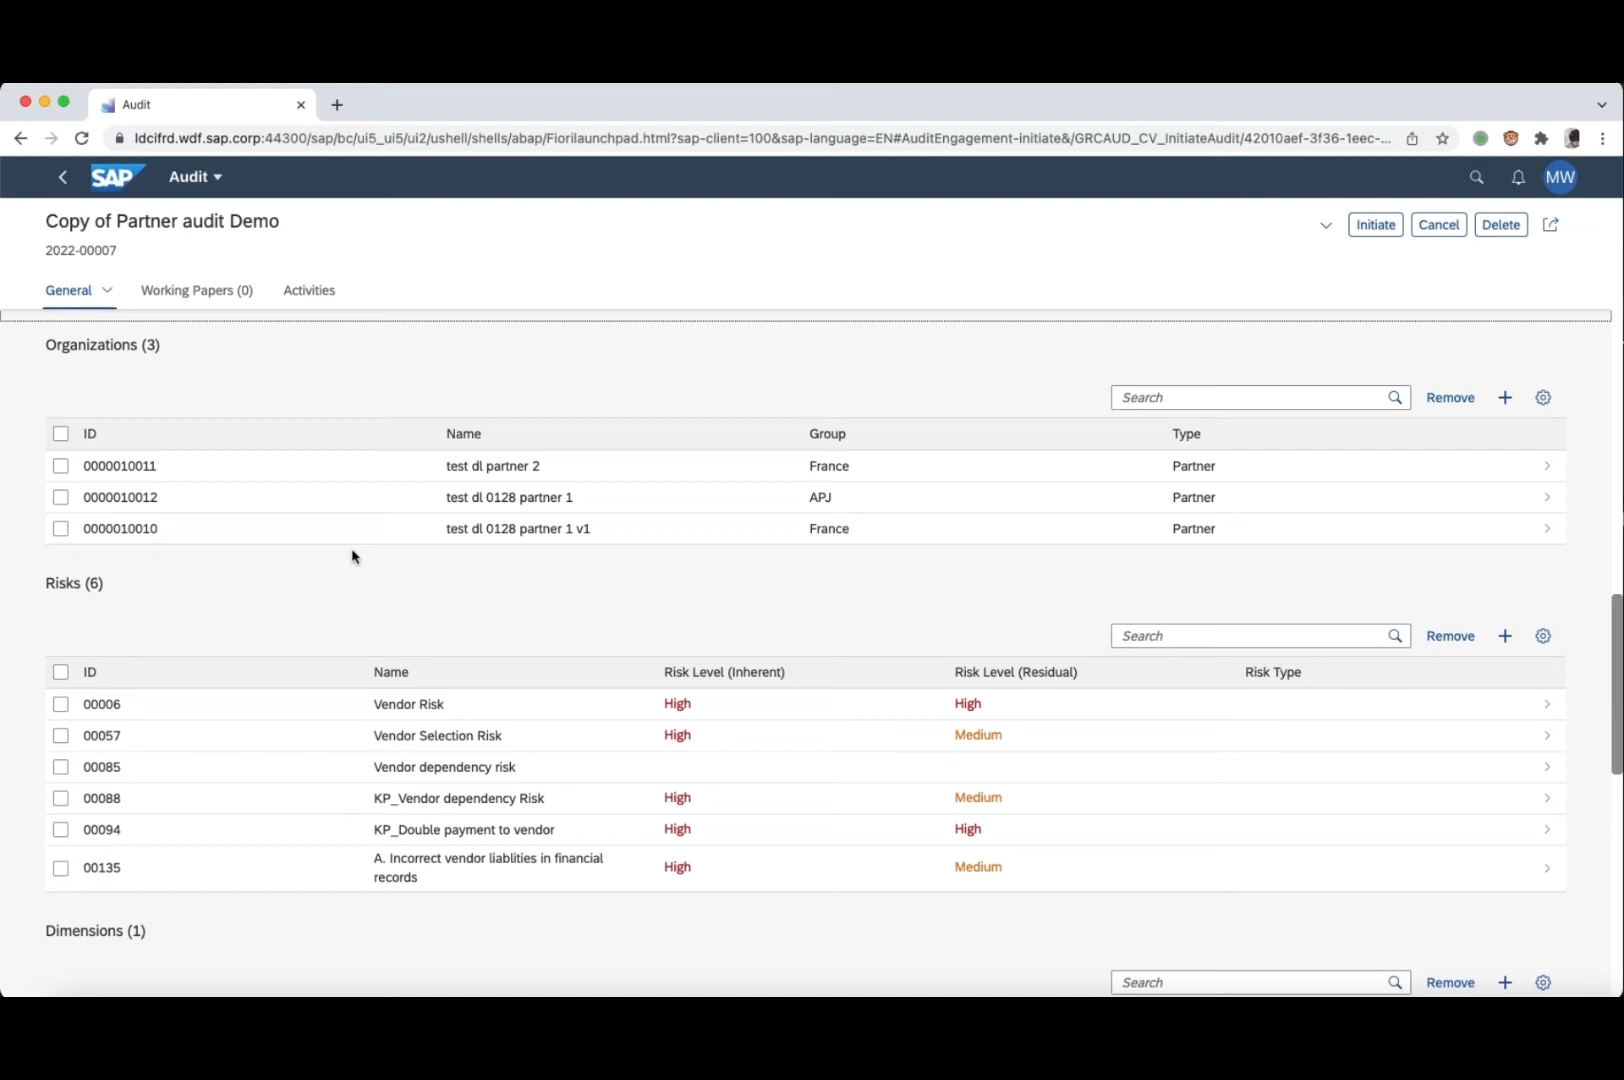 Audit
ldcifrd.wdf.sap.corp:44300/sap/bc/ui5_ui5/ui2/ushell/shells/abap/Fiorilaunchpad.html?sap-client=100&sap-language=EN#AuditEngagement-initiate&/GRCAUD_CV_InitiateAudit/42010aef-3f36-1eec-...
SAP Audit MW
Copy of Partner audit Demo
Initiate Cancel Delete
2022-00007
General Working Papers (0) Activities
Organizations (3)
Search Remove
ID Name Group Type
0000010011 test dl partner 2 France Partner
0000010012 test dl 0128 partner 1 APJ Partner
0000010010 test dl 0128 partner 1 v1 France Partner
Risks (6)
Search Remove
ID Name Risk Level (Inherent) Risk Level (Residual) Risk Type
00006 Vendor Risk High High
00057 Vendor Selection Risk High Medium
00085 Vendor dependency risk
00088 KP_Vendor dependency Risk High Medium
00094 KP_Double payment to vendor High High
00135 A. Incorrect vendor liablities in financial records High Medium
Dimensions (1)
Search Remove